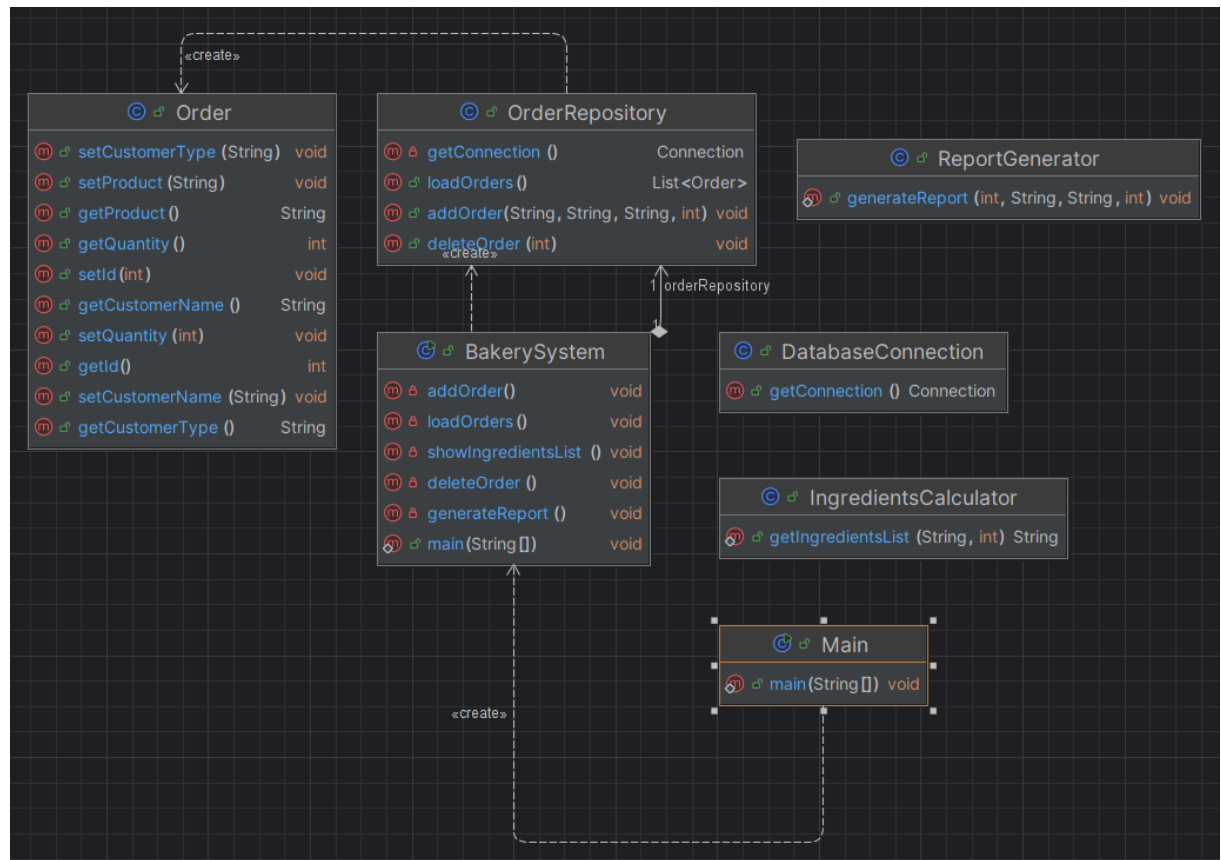 «create»
Order
setCustomerType (String) void
setProduct (String) void
getProduct () String
getQuantity () int
setId (int) void
getCustomerName () String
setQuantity (int) void
getId() int
setCustomerName (String) void
getCustomerType () String
OrderRepository
getConnection () Connection
loadOrders () List<Order>
addOrder(String, String, String, int) void
deleteOrder (int) void
ReportGenerator
generateReport (int, String, String, int) void
«create»
1 orderRepository
1
BakerySystem
addOrder() void
loadOrders () void
showIngredientsList () void
deleteOrder () void
generateReport () void
main(String[]) void
DatabaseConnection
getConnection () Connection
IngredientsCalculator
getIngredientsList (String, int) String
Main
main(String[]) void
«create»